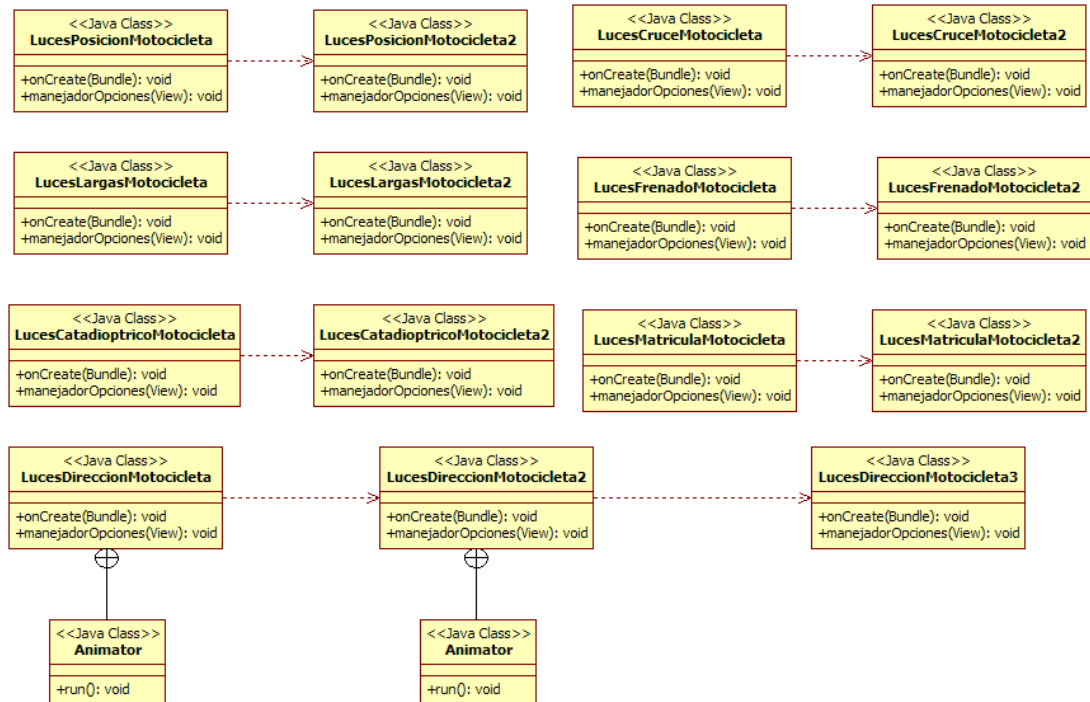 <<Java Class>>
LucesPosicionMotocicleta
+onCreate(Bundle): void
+manejadorOpciones(View): void
<<Java Class>>
LucesPosicionMotocicleta2
+onCreate(Bundle): void
+manejadorOpciones(View): void
<<Java Class>>
LucesCruceMotocicleta
+onCreate(Bundle): void
+manejadorOpciones(View): void
<<Java Class>>
LucesCruceMotocicleta2
+onCreate(Bundle): void
+manejadorOpciones(View): void
<<Java Class>>
LucesLargasMotocicleta
+onCreate(Bundle): void
+manejadorOpciones(View): void
<<Java Class>>
LucesLargasMotocicleta2
+onCreate(Bundle): void
+manejadorOpciones(View): void
<<Java Class>>
LucesFrenadoMotocicleta
+onCreate(Bundle): void
+manejadorOpciones(View): void
<<Java Class>>
LucesFrenadoMotocicleta2
+onCreate(Bundle): void
+manejadorOpciones(View): void
<<Java Class>>
LucesCatadioptricoMotocicleta
+onCreate(Bundle): void
+manejadorOpciones(View): void
<<Java Class>>
LucesCatadioptricoMotocicleta2
+onCreate(Bundle): void
+manejadorOpciones(View): void
<<Java Class>>
LucesMatriculaMotocicleta
+onCreate(Bundle): void
+manejadorOpciones(View): void
<<Java Class>>
LucesMatriculaMotocicleta2
+onCreate(Bundle): void
+manejadorOpciones(View): void
<<Java Class>>
LucesDireccionMotocicleta
+onCreate(Bundle): void
+manejadorOpciones(View): void
<<Java Class>>
LucesDireccionMotocicleta2
+onCreate(Bundle): void
+manejadorOpciones(View): void
<<Java Class>>
LucesDireccionMotocicleta3
+onCreate(Bundle): void
+manejadorOpciones(View): void
<<Java Class>>
Animator
+run(): void
<<Java Class>>
Animator
+run(): void